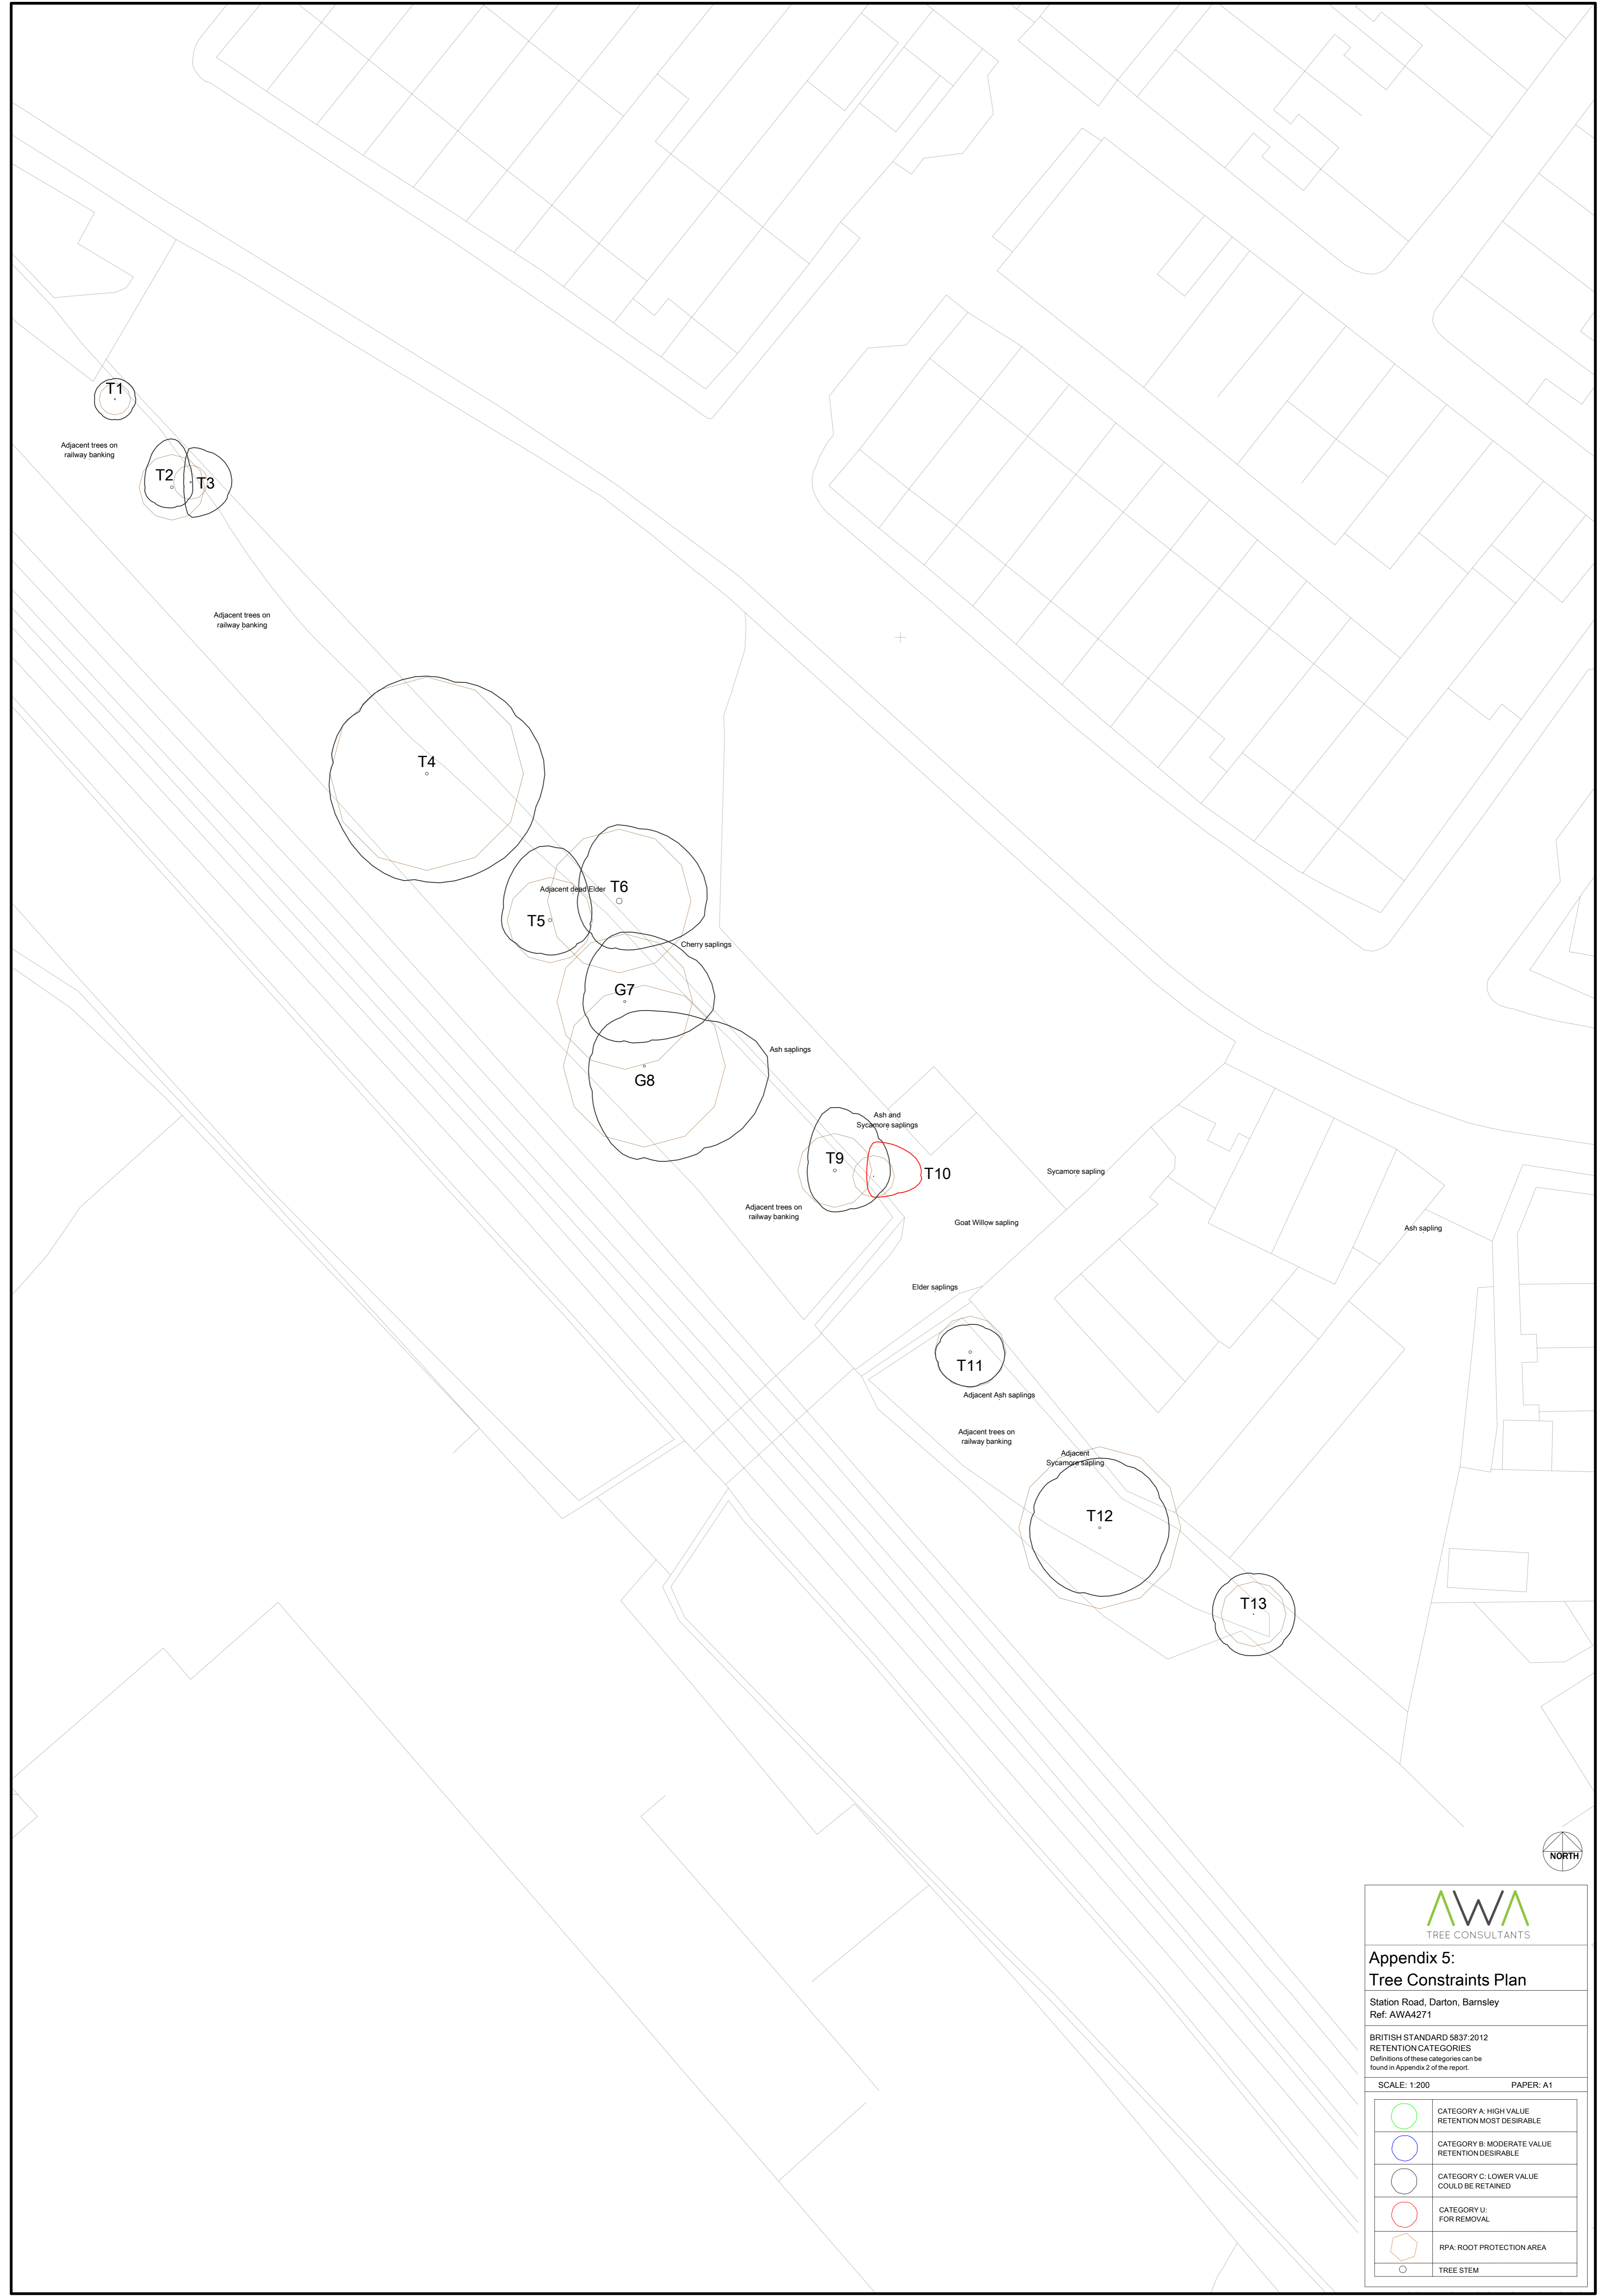 T1
Adjacent trees on
railway banking
T2
T3
Adjacent trees on
railway banking
T4
Adjacent dead Elder
T6
T5
Cherry saplings
G7
Ash saplings
G8
Ash and
Sycamore saplings
T9
T10
Sycamore sapling
Adjacent trees on
railway banking
Goat Willow sapling
Ash sapling
Elder saplings
T11
Adjacent Ash saplings
Adjacent trees on
railway banking
Adjacent
Sycamore sapling
T12
T13
NORTH
AWA
TREE CONSULTANTS
Appendix 5:
Tree Constraints Plan
Station Road, Darton, Barnsley
Ref: AWA4271
BRITISH STANDARD 5837:2012
RETENTION CATEGORIES
Definitions of these categories can be
found in Appendix 2 of the report.
SCALE: 1:200 PAPER: A1
CATEGORY A: HIGH VALUE
RETENTION MOST DESIRABLE
CATEGORY B: MODERATE VALUE
RETENTION DESIRABLE
CATEGORY C: LOWER VALUE
COULD BE RETAINED
CATEGORY U:
FOR REMOVAL
RPA: ROOT PROTECTION AREA
TREE STEM